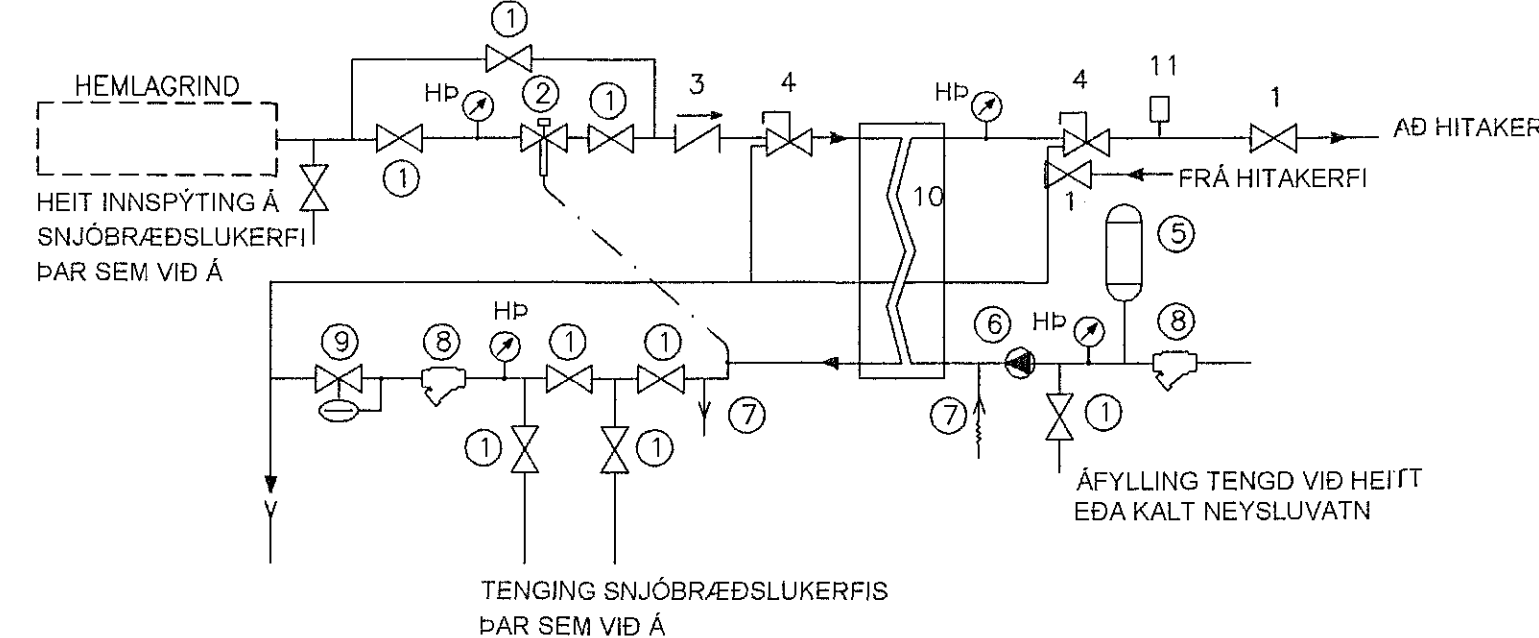 1
HEMLAGRIND
HÞ
2
1
3
4
HÞ
4
11
1
AÐ HITAKER
1
HEIT INNSPÝTING Á
SNJÓBRÆÐSLUKERFI
ÞAR SEM VIÐ Á
10
1
FRÁ HITAKERFI
5
9
8
HÞ
1
1
6
HÞ
8
7
7
1
1
1
V
ÁFYLLING TENGD VIÐ HEITT
EÐA KALT NEYSLUVATN
TENGING SNJÓBRÆÐSLUKERFIS
ÞAR SEM VIÐ Á